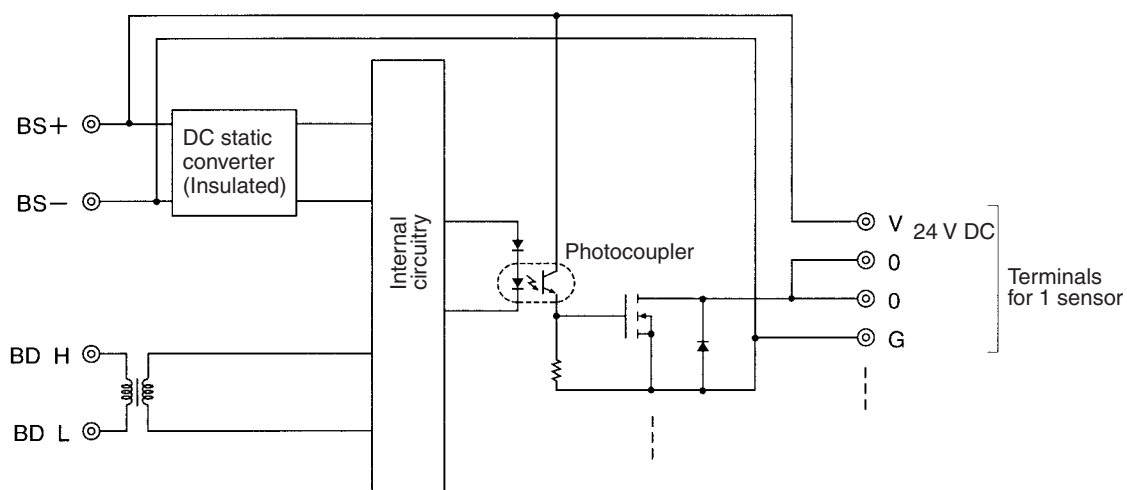 BS+
DC static
converter
(Insulated)
BS−
Internal
circuitry
Photocoupler
V 24 V DC
0
0
G
Terminals
for 1 sensor
BD H
BD L